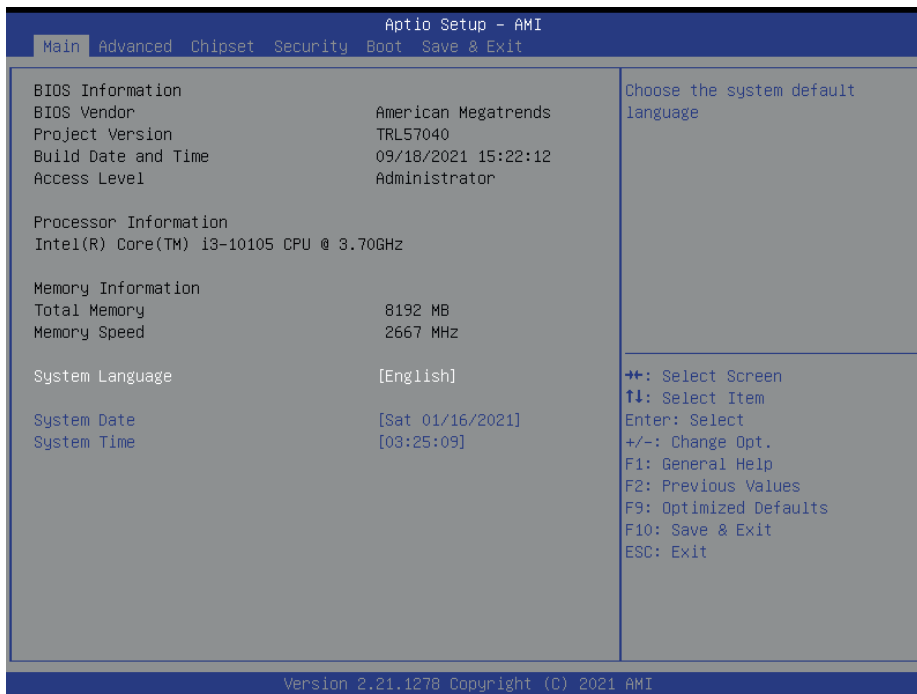 Aptio Setup – AMI
Main Advanced Chipset Security Boot Save & Exit
BIOS Information
BIOS Vendor American Megatrends
Project Version TRL57040
Build Date and Time 09/18/2021 15:22:12
Access Level Administrator
Processor Information
Intel(R) Core(TM) i3-10105 CPU @ 3.70GHz
Memory Information
Total Memory 8192 MB
Memory Speed 2667 MHz
System Language [English]
System Date [Sat 01/16/2021]
System Time [03:25:09]
Choose the system default
language
→←: Select Screen
↑↓: Select Item
Enter: Select
+/-: Change Opt.
F1: General Help
F2: Previous Values
F9: Optimized Defaults
F10: Save & Exit
ESC: Exit
Version 2.21.1278 Copyright (C) 2021 AMI